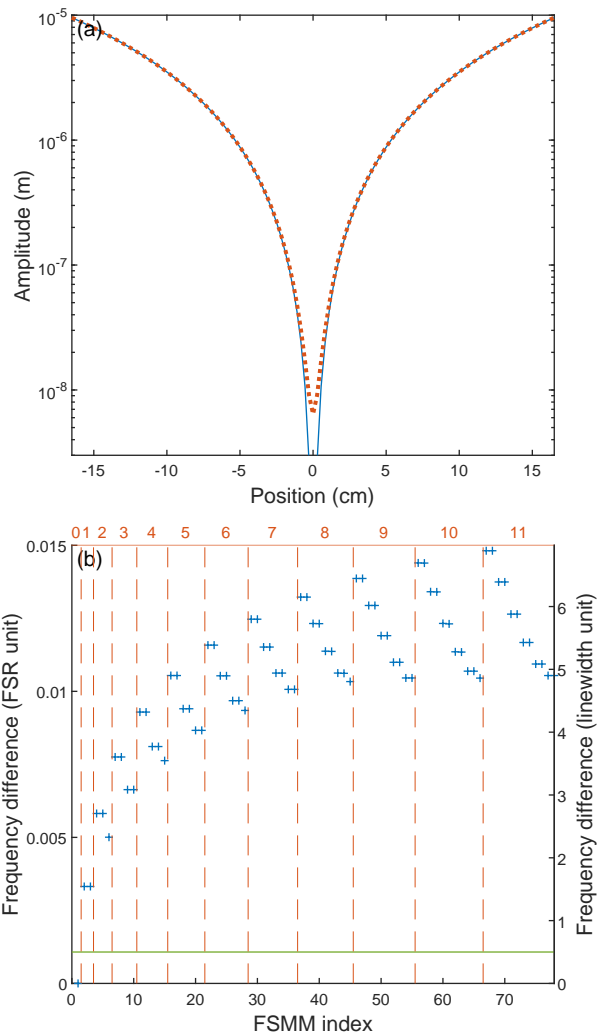 (a)
10^-5
10^-6
10^-7
10^-8
Amplitude (m)
-15 -10 -5 0 5 10 15
Position (cm)
0 1 2 3 4 5 6 7 8 9 10 11
(b)
0.015
0.01
0.005
0
Frequency difference (FSR unit)
6
5
4
3
2
1
0
Frequency difference (linewidth unit)
0 10 20 30 40 50 60 70
FSMM index